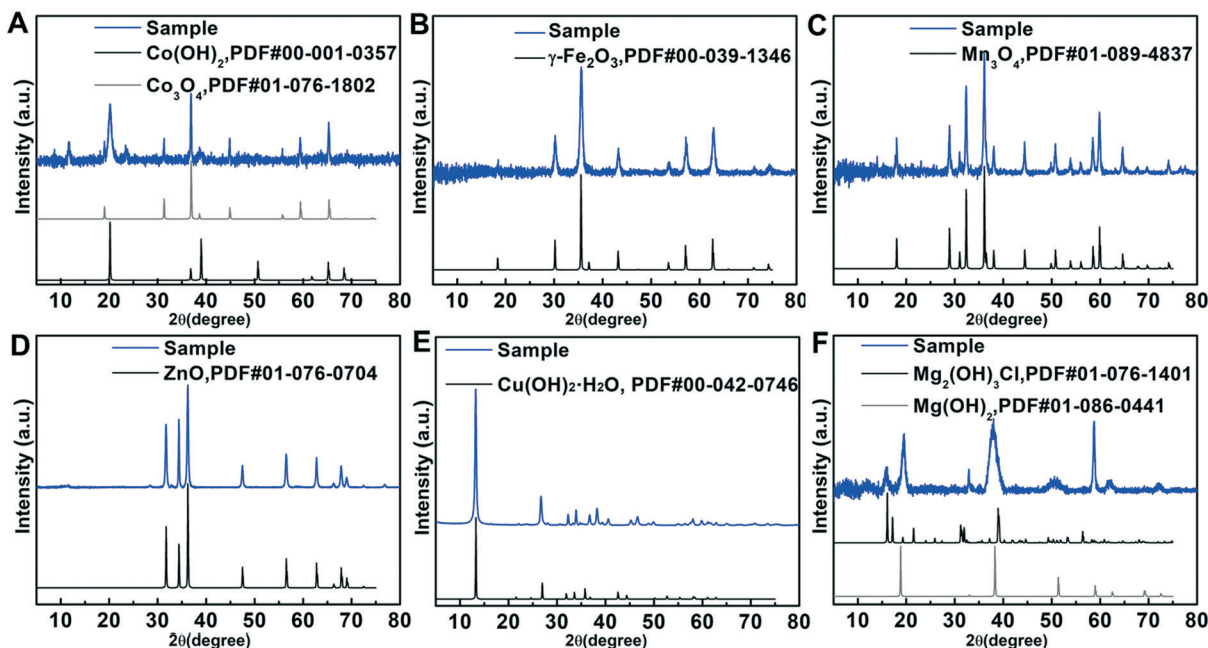 A
Sample
Co(OH)₂,PDF#00-001-0357
Co₃O₄,PDF#01-076-1802
Intensity (a.u.)
10 20 30 40 50 60 70 80
2θ(degree)
B
Sample
γ-Fe₂O₃,PDF#00-039-1346
Intensity (a.u.)
10 20 30 40 50 60 70 80
2θ(degree)
C
Sample
Mn₃O₄,PDF#01-089-4837
Intensity (a.u.)
10 20 30 40 50 60 70 80
2θ(degree)
D
Sample
ZnO,PDF#01-076-0704
Intensity (a.u.)
10 20 30 40 50 60 70 80
2θ(degree)
E
Sample
Cu(OH)₂·H₂O, PDF#00-042-0746
Intensity (a.u.)
10 20 30 40 50 60 70 80
2θ(degree)
F
Sample
Mg₂(OH)₃Cl,PDF#01-076-1401
Mg(OH)₂,PDF#01-086-0441
Intensity (a.u.)
10 20 30 40 50 60 70 80
2θ(degree)